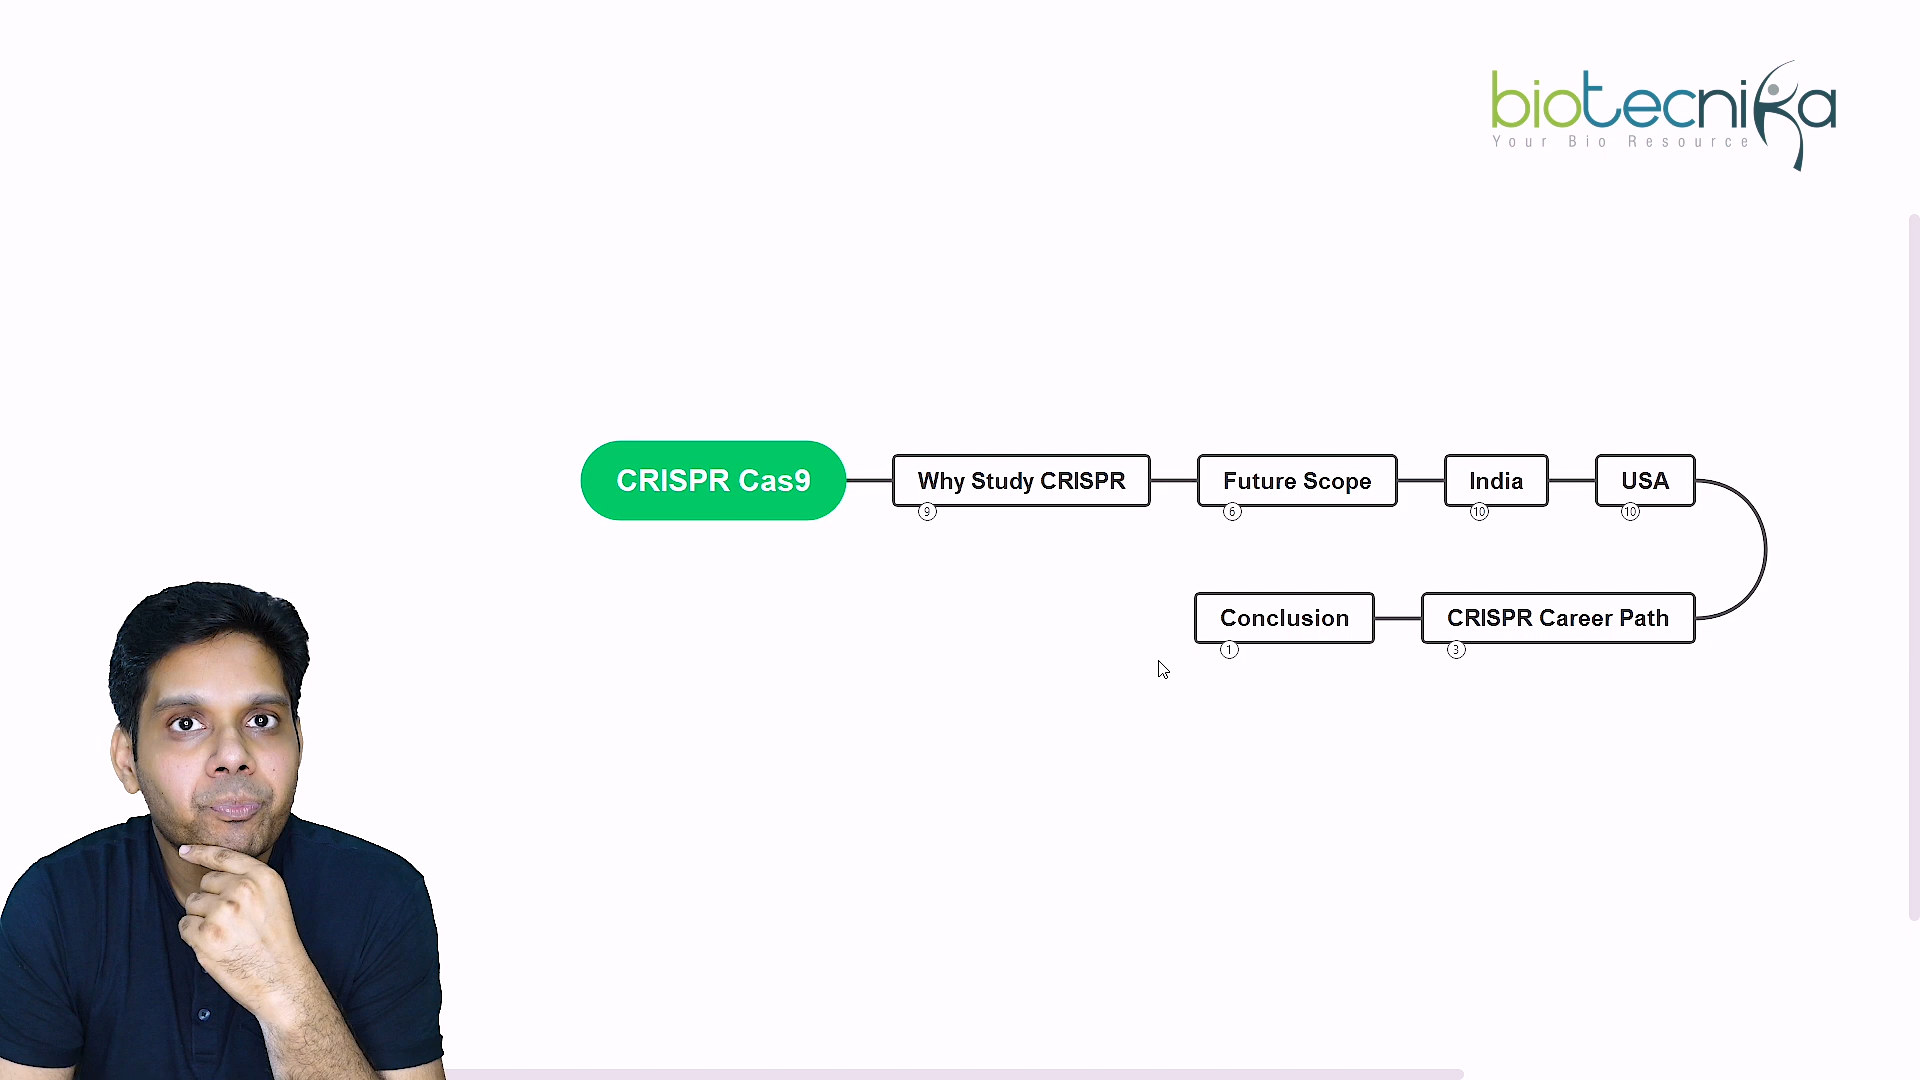 biotecnika
Your Bio Resource
CRISPR Cas9
Why Study CRISPR
9
Future Scope
6
India
10
USA
10
Conclusion
1
CRISPR Career Path
3